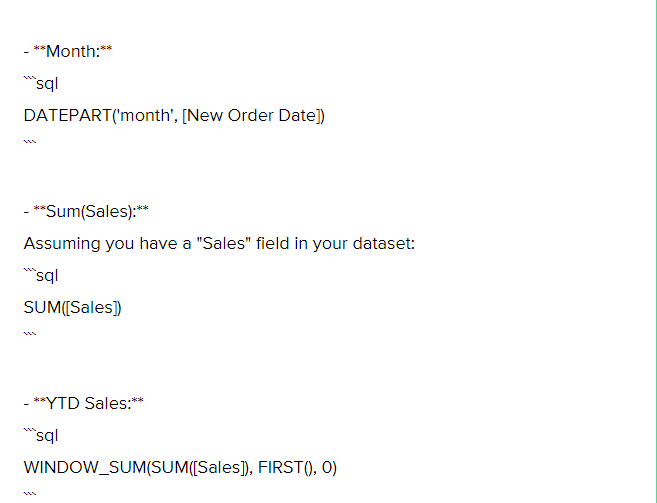 - **Month:**
```sql
DATEPART('month', [New Order Date])
```
- **Sum(Sales):**
Assuming you have a "Sales" field in your dataset:
```sql
SUM([Sales])
```
- **YTD Sales:**
```sql
WINDOW_SUM(SUM([Sales]), FIRST(), 0)
```